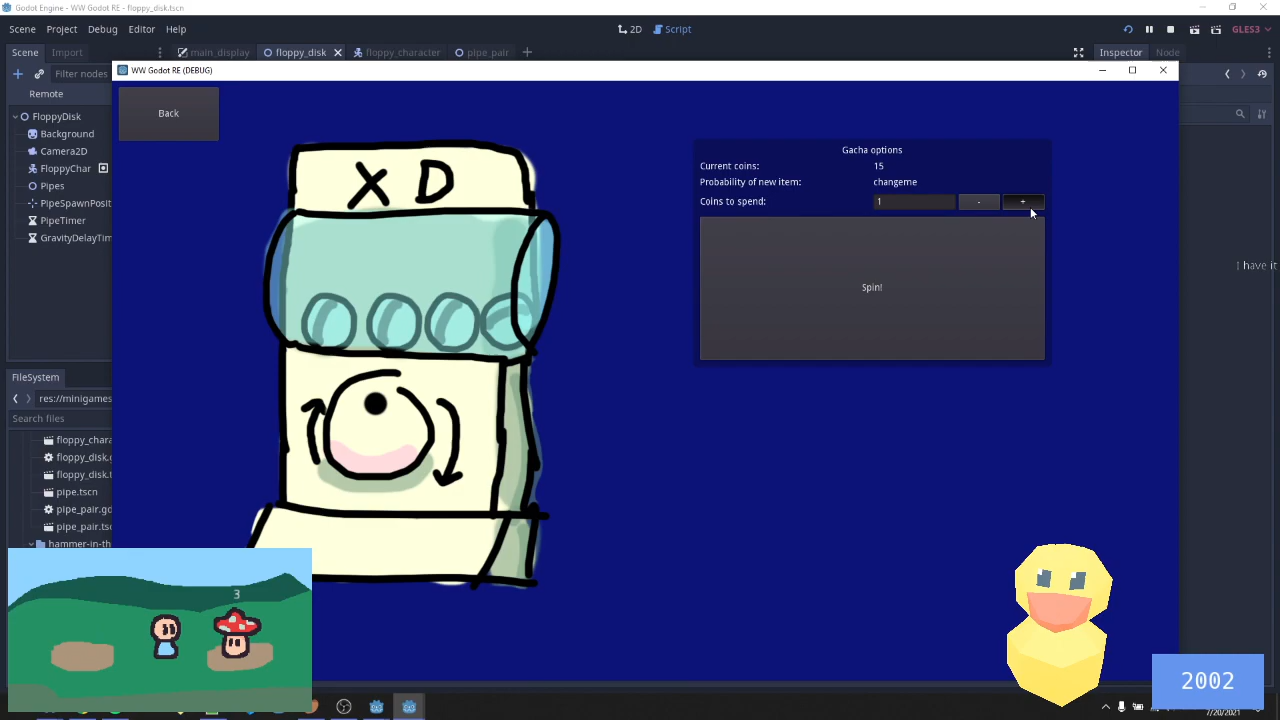 Godot Engine - WW Godot RE - floppy_disk.tscn
Scene Project Debug Editor Help
2D Script
GLES3
Scene Import
main_display floppy_disk floppy_character pipe_pair
Inspector Node
Filter nodes
WW Godot RE (DEBUG)
Remote
FloppyDisk
Background
Camera2D
FloppyChar
Pipes
PipeSpawnPosit
PipeTimer
GravityDelayTim
Back
X D
Gacha options
Current coins: 15
Probability of new item: changeme
Coins to spend: 1 - +
Spin!
I have it
FileSystem
res://minigames
Search files
floppy_chara
floppy_disk.g
floppy_disk.t
pipe.tscn
pipe_pair.gd
pipe_pair.tsc
hammer-in-th
3
2002
7/20/2021